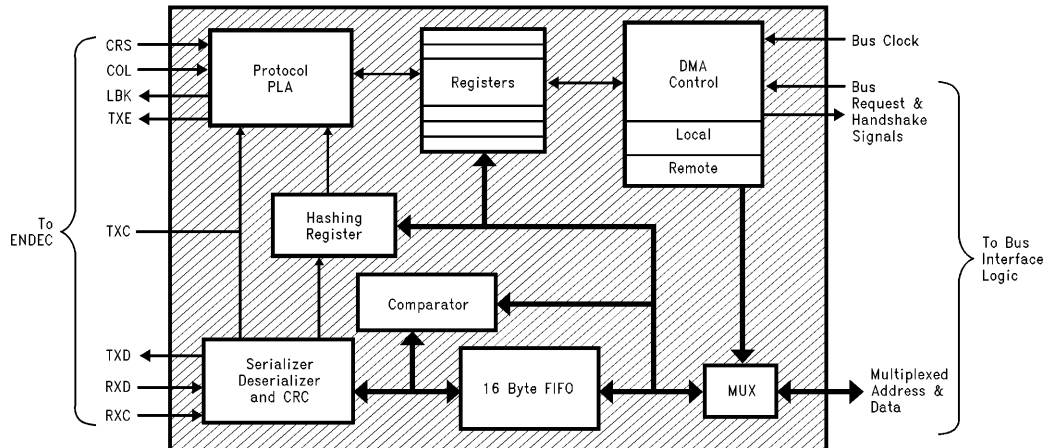 CRS
COL
LBK
TXE
To
ENDEC
TXC
TXD
RXD
RXC
Protocol
PLA
Registers
DMA
Control
Local
Remote
Hashing
Register
Comparator
Serializer
Deserializer
and CRC
16 Byte FIFO
MUX
Bus Clock
Bus
Request &
Handshake
Signals
To Bus
Interface
Logic
Multiplexed
Address &
Data